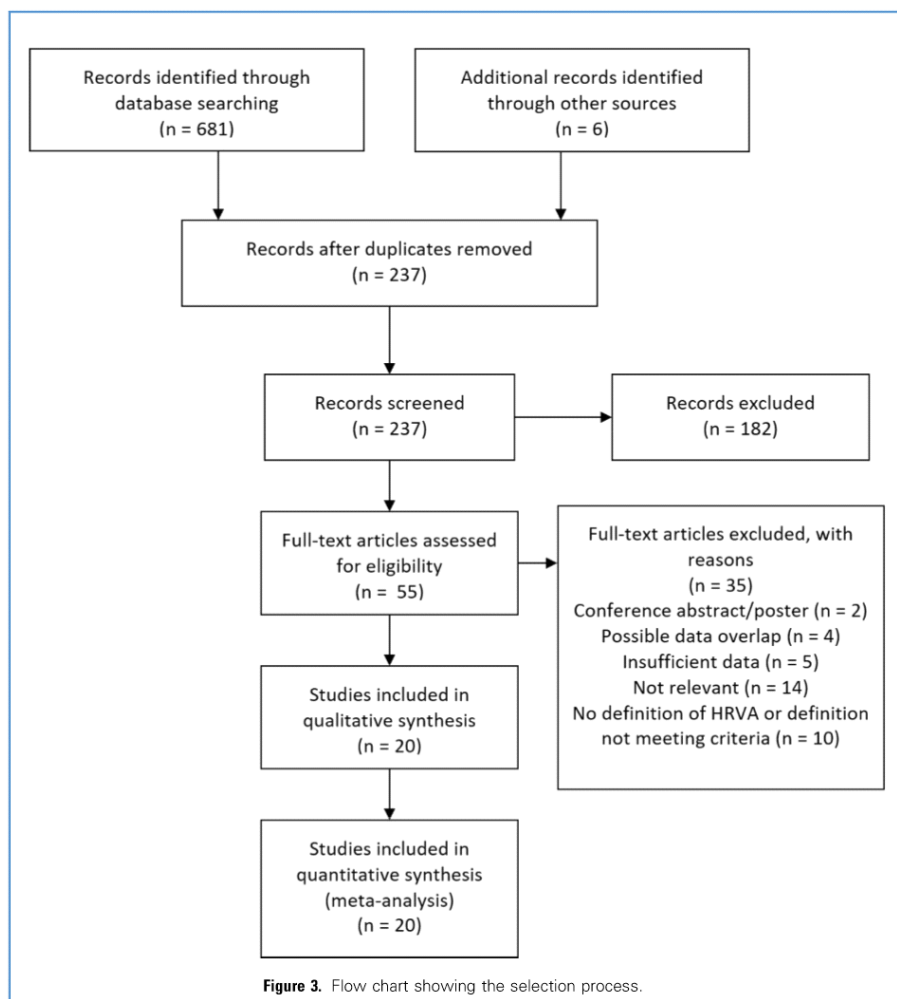 Records identified through
database searching
(n = 681)
Additional records identified
through other sources
(n = 6)
Records after duplicates removed
(n = 237)
Records screened
(n = 237)
Records excluded
(n = 182)
Full-text articles assessed
for eligibility
(n = 55)
Full-text articles excluded, with
reasons
(n = 35)
Conference abstract/poster (n = 2)
Possible data overlap (n = 4)
Insufficient data (n = 5)
Not relevant (n = 14)
No definition of HRVA or definition
not meeting criteria (n = 10)
Studies included in
qualitative synthesis
(n = 20)
Studies included in
quantitative synthesis
(meta-analysis)
(n = 20)
Figure 3. Flow chart showing the selection process.